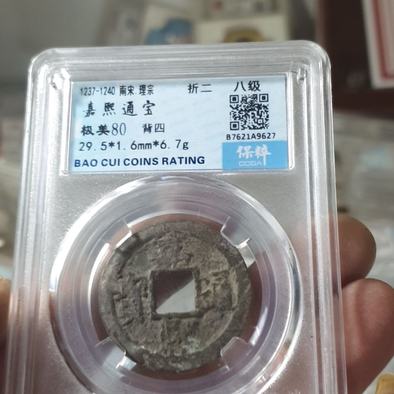 1237-1240 南宋 理宗 折二 八级
嘉熙通宝
极美80 背四
B7621A9627
29.5*1.6mm*6.7g
保粹
BAO CUI COINS RATING